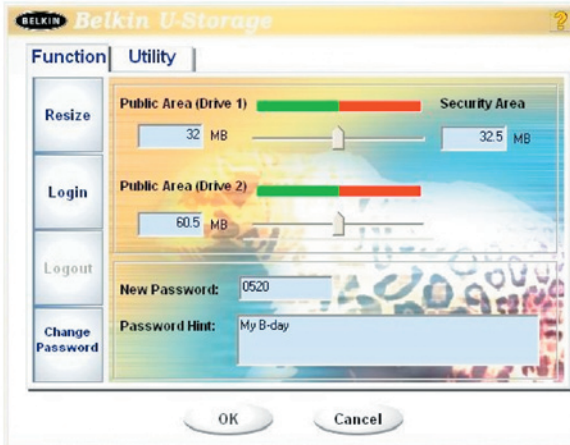 BELKIN Belkin U-Storage ?
Function Utility
Resize
Public Area (Drive 1) Security Area
32 MB 32.5 MB
Login
Public Area (Drive 2)
60.5 MB
Logout
New Password: 0520
Password Hint: My B-day
Change
Password
OK Cancel